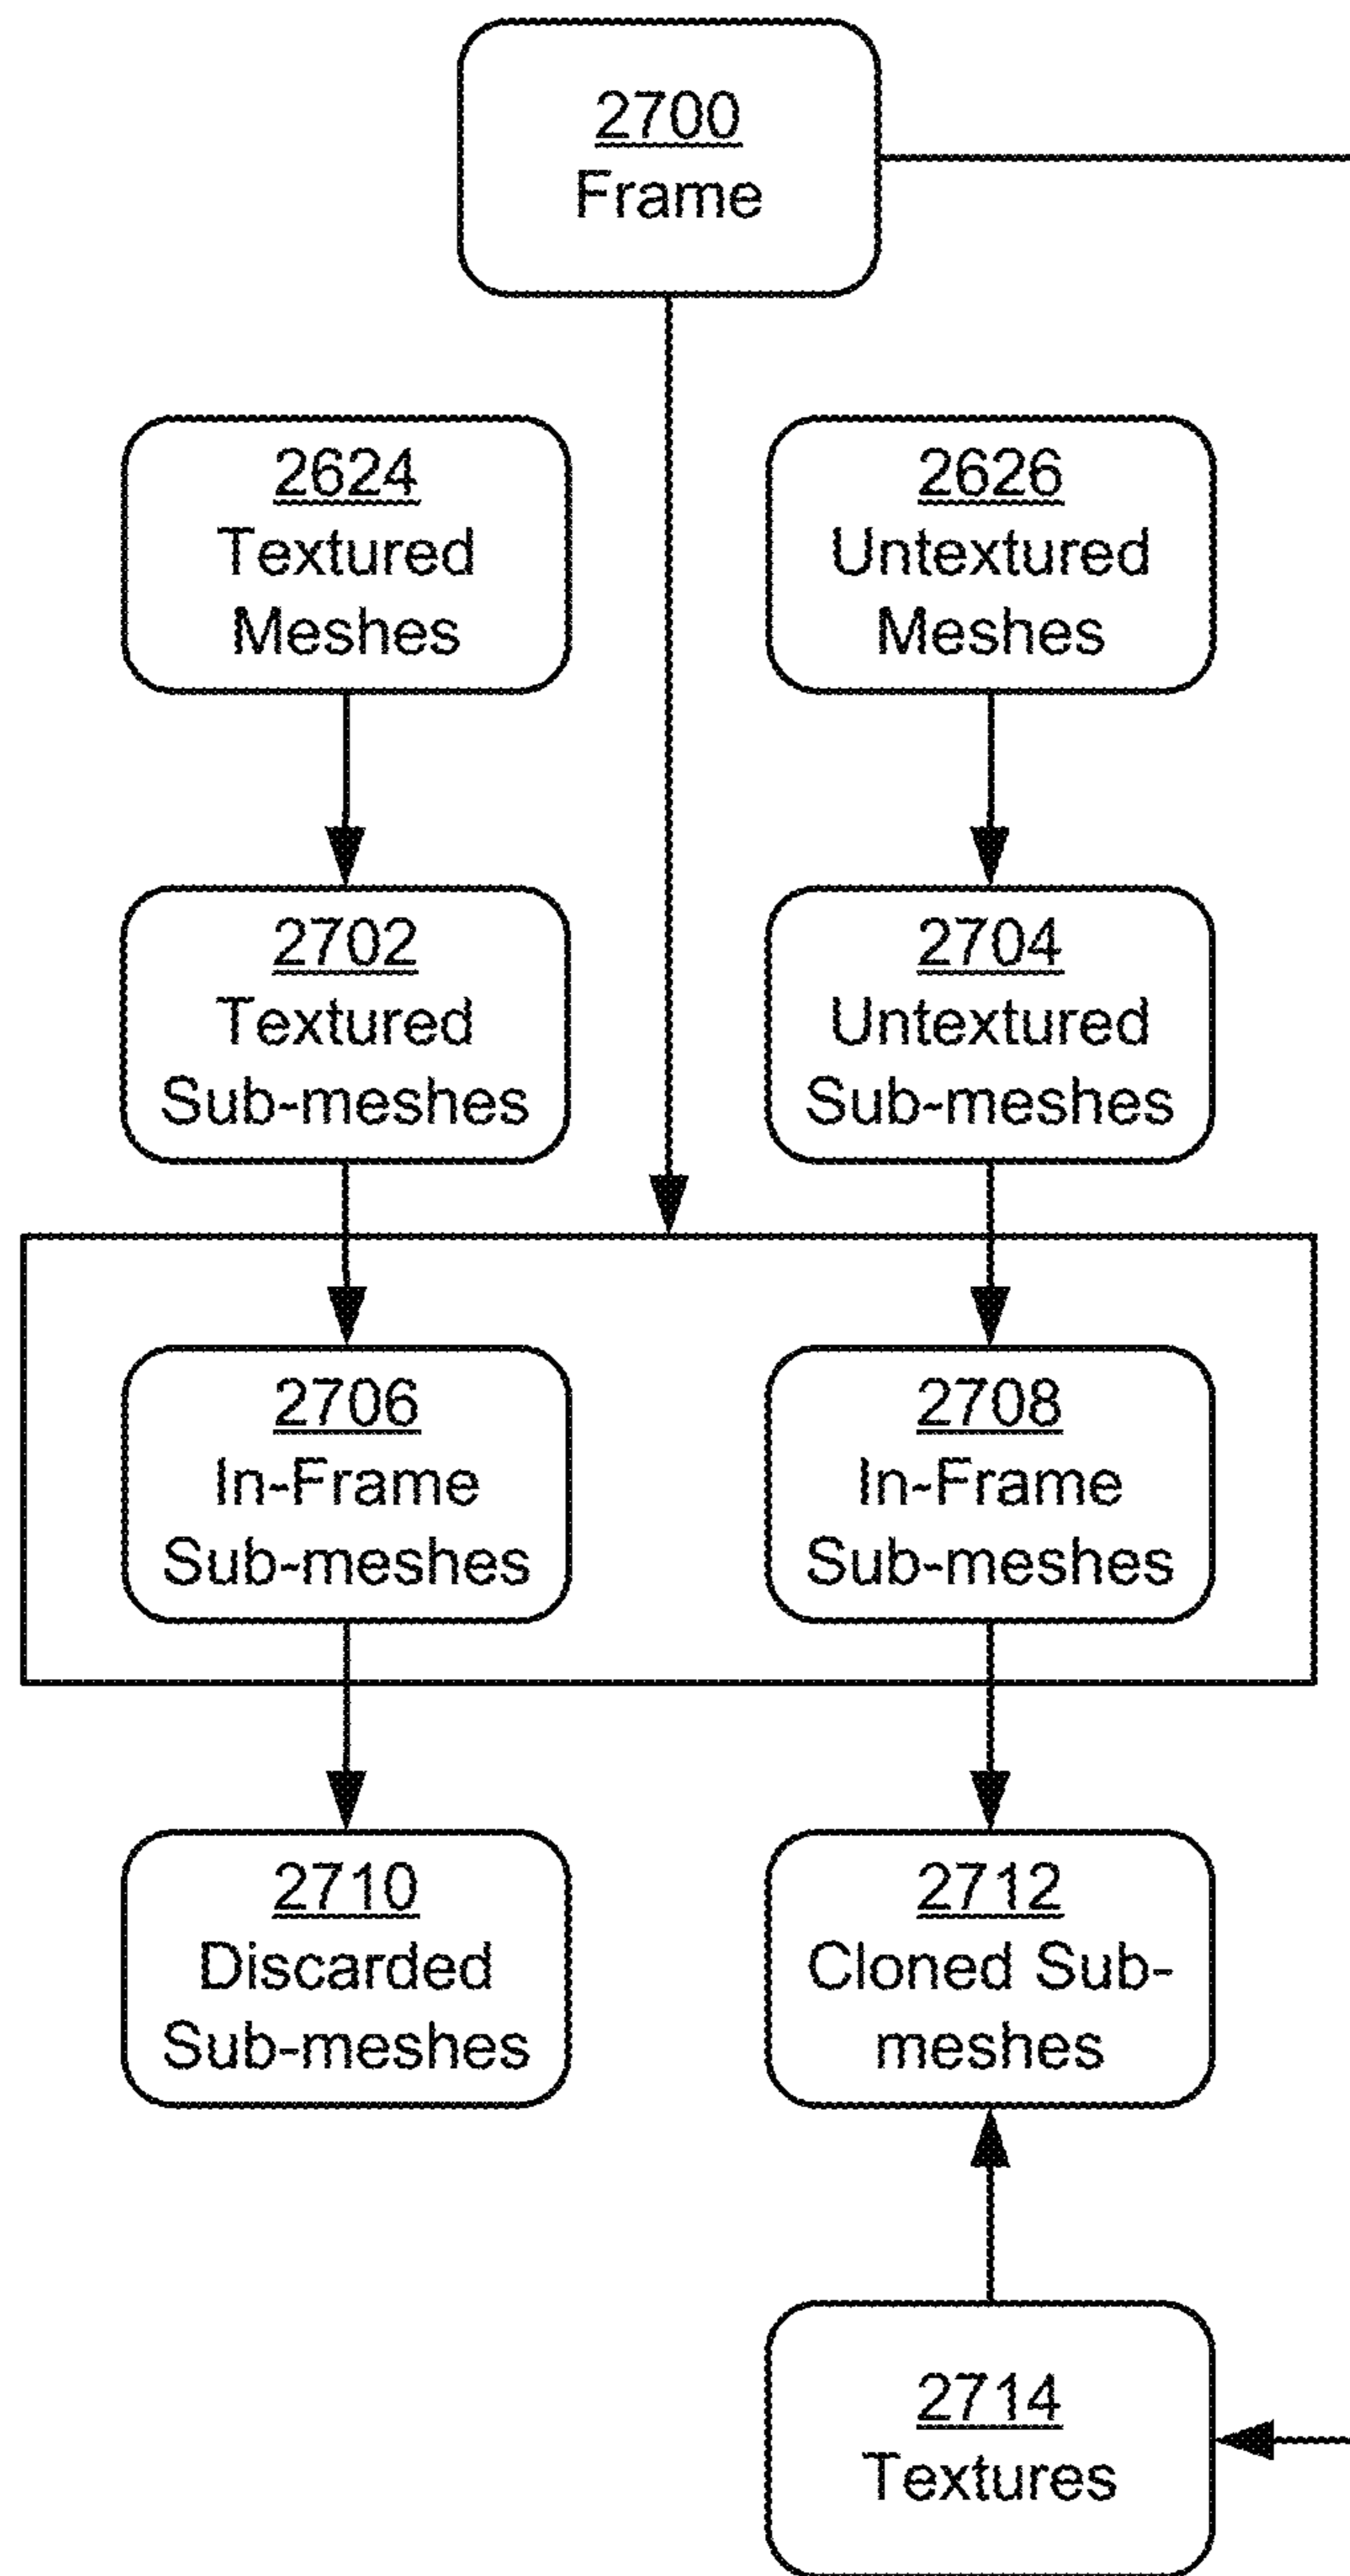 2700
Frame
2624
Textured
Meshes
2626
Untextured
Meshes
2702
Textured
Sub-meshes
2704
Untextured
Sub-meshes
2706
In-Frame
Sub-meshes
2708
In-Frame
Sub-meshes
2710
Discarded
Sub-meshes
2712
Cloned Sub-
meshes
2714
Textures